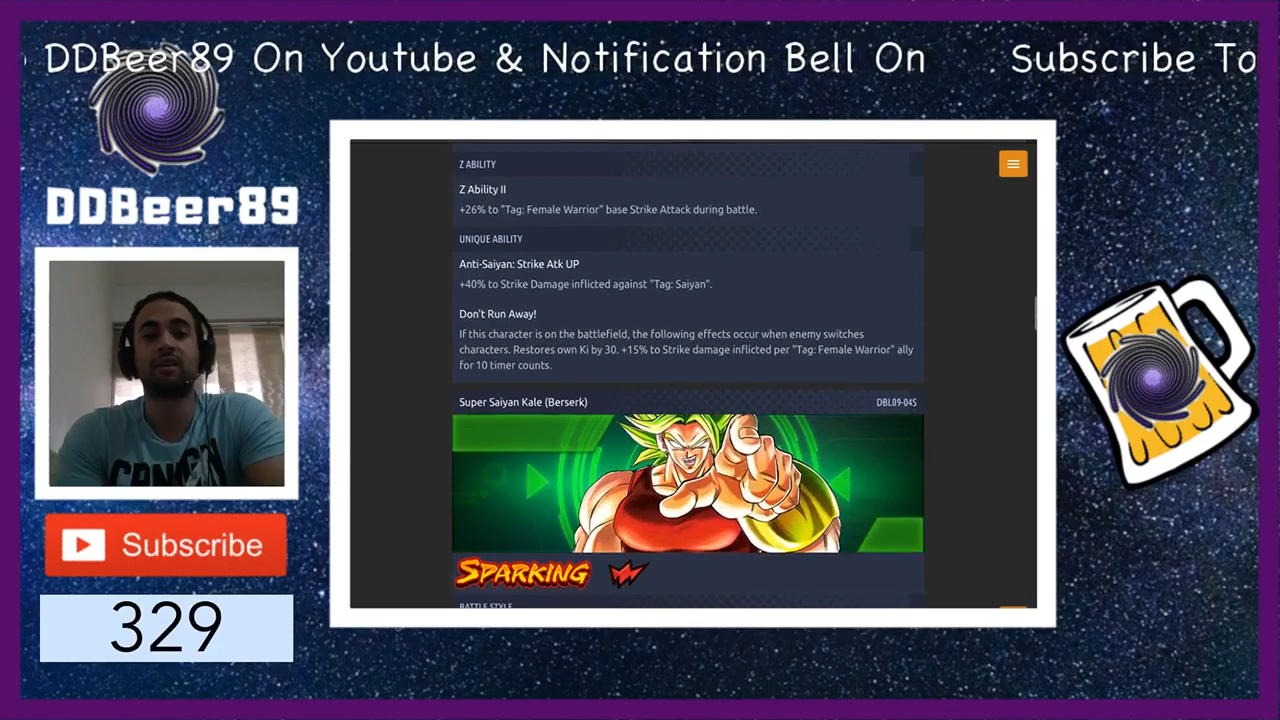 DDBeer89 On Youtube & Notification Bell On Subscribe To
DDBeer89
Z ABILITY
Z Ability II
+26% to "Tag: Female Warrior" base Strike Attack during battle.
UNIQUE ABILITY
Anti-Saiyan: Strike Atk UP
+40% to Strike Damage inflicted against "Tag: Saiyan".
Don't Run Away!
If this character is on the battlefield, the following effects occur when enemy switches
characters. Restores own Ki by 30. +15% to Strike damage inflicted per "Tag: Female Warrior" ally
for 10 timer counts.
Super Saiyan Kale (Berserk)
DBL09-04S
SPARKING
BATTLE STYLE
Subscribe
329